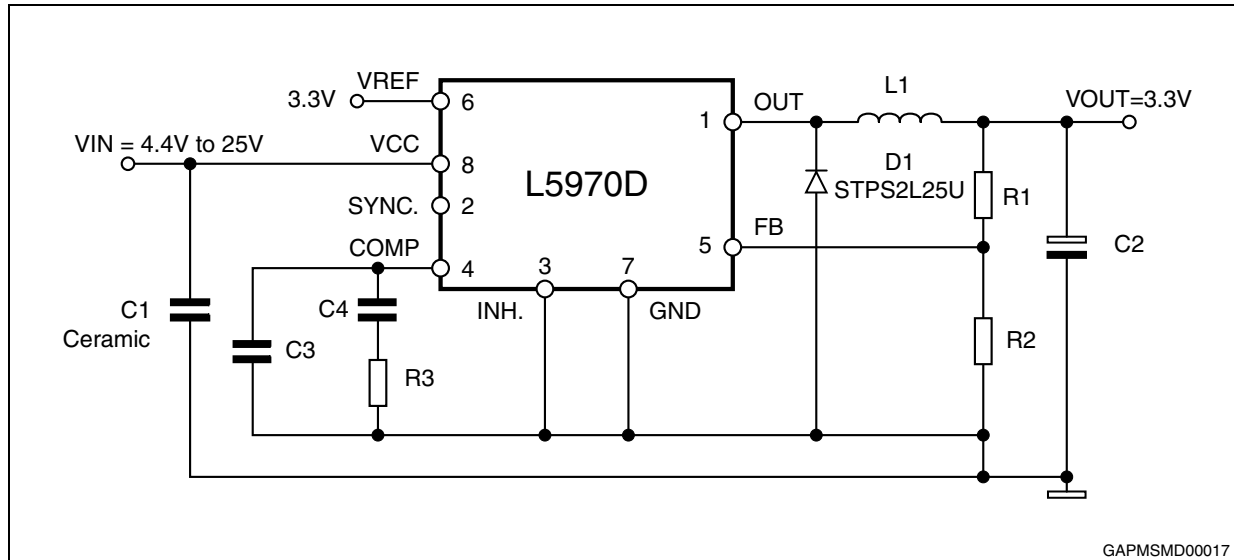 VREF
3.3V
6
VIN = 4.4V to 25V
VCC
8
SYNC.
2
COMP
4
L5970D
3
7
INH.
GND
1
OUT
L1
VOUT=3.3V
D1
STPS2L25U
FB
5
R1
R2
C2
C1
Ceramic
C3
C4
R3
GAPMSMD00017